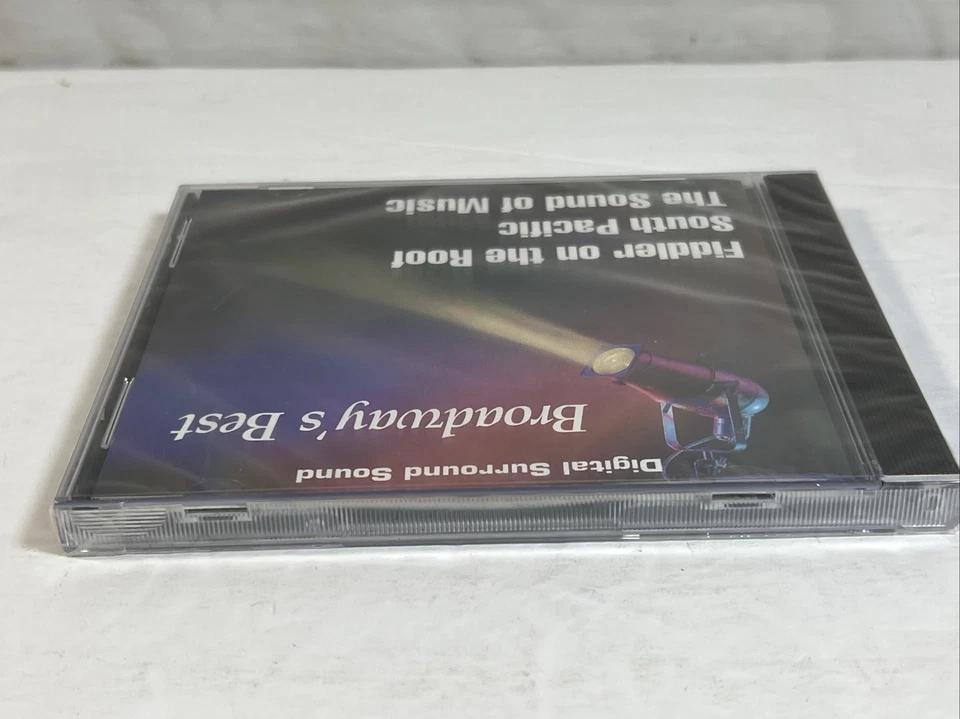 Digital Surround Sound
Broadway's Best
Fiddler on the Roof
South Pacific
The Sound of Music